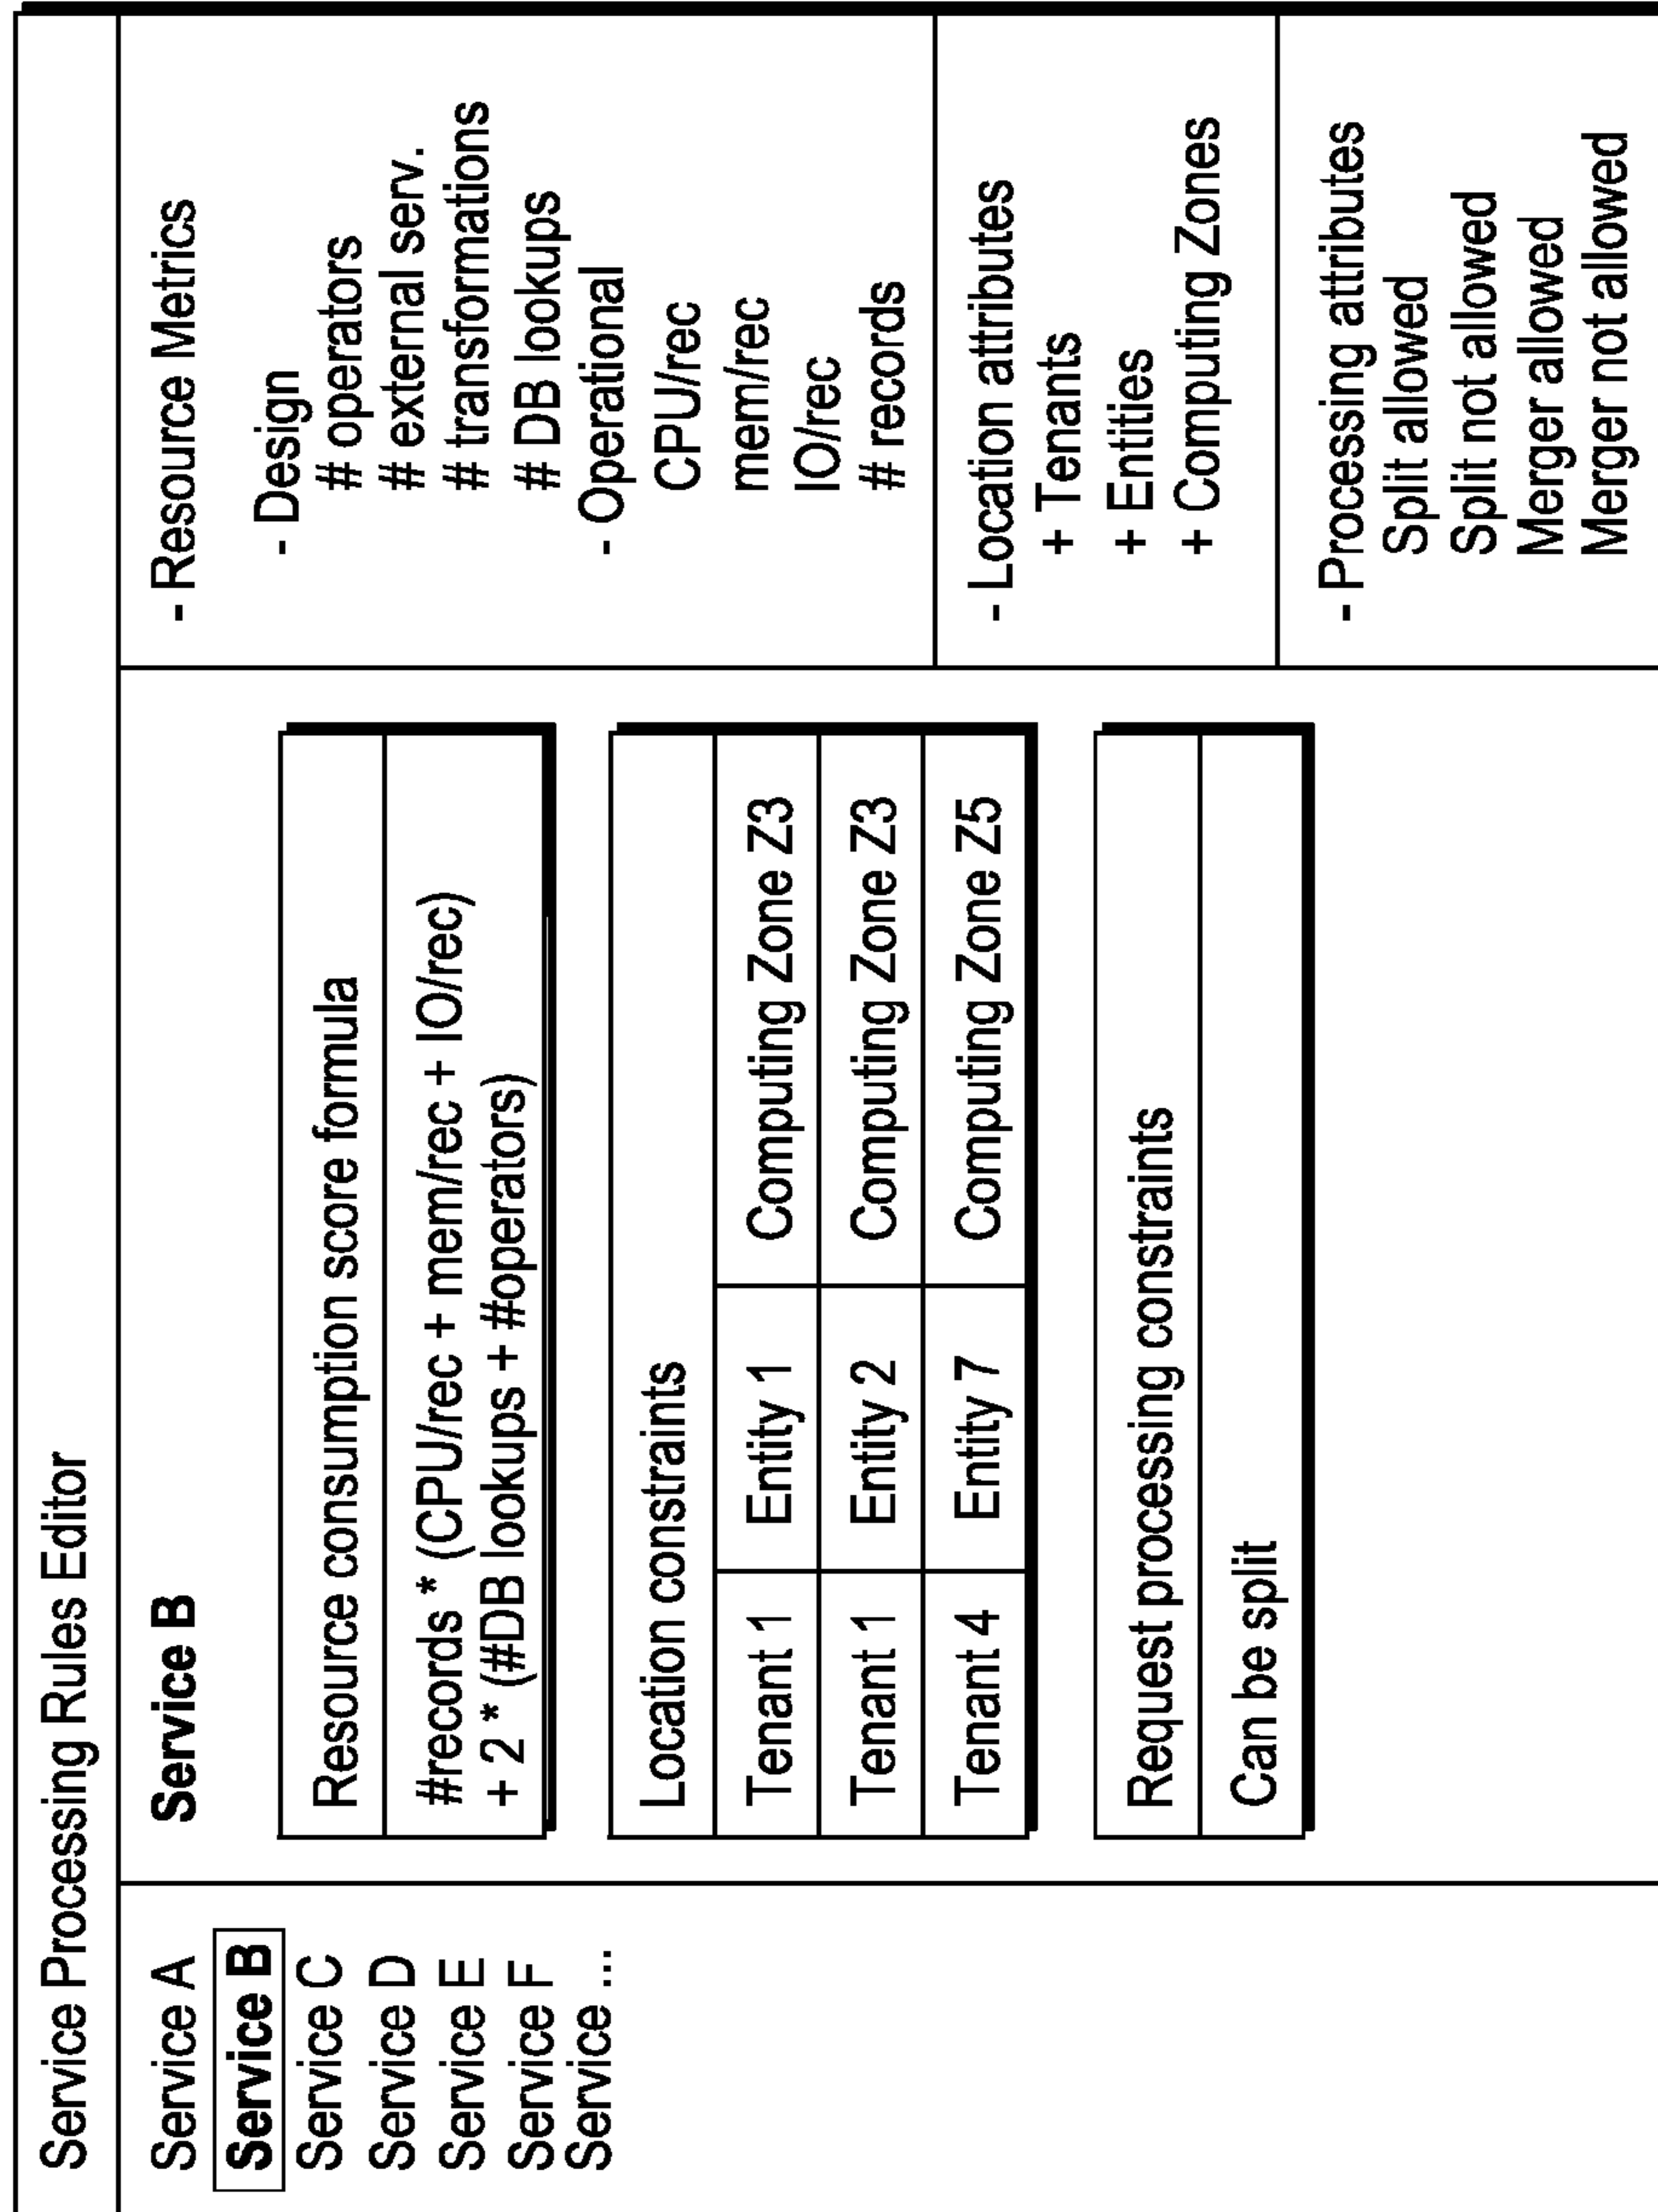 Service Processing Rules Editor
Service A
Service B
Service C
Service D
Service E
Service F
Service ...
Service B
Resource consumption score formula
#records * (CPU/rec + mem/rec + IO/rec)
+ 2 * (#DB lookups + #operators)
Location constraints
Tenant 1 Entity 1 Computing Zone Z3
Tenant 1 Entity 2 Computing Zone Z3
Tenant 4 Entity 7 Computing Zone Z5
Request processing constraints
Can be split
- Resource Metrics
- Design
# operators
# external serv.
# transformations
# DB lookups
- Operational
CPU/rec
mem/rec
IO/rec
# records
- Location attributes
+ Tenants
+ Entities
+ Computing Zones
- Processing attributes
Split allowed
Split not allowed
Merger allowed
Merger not allowed